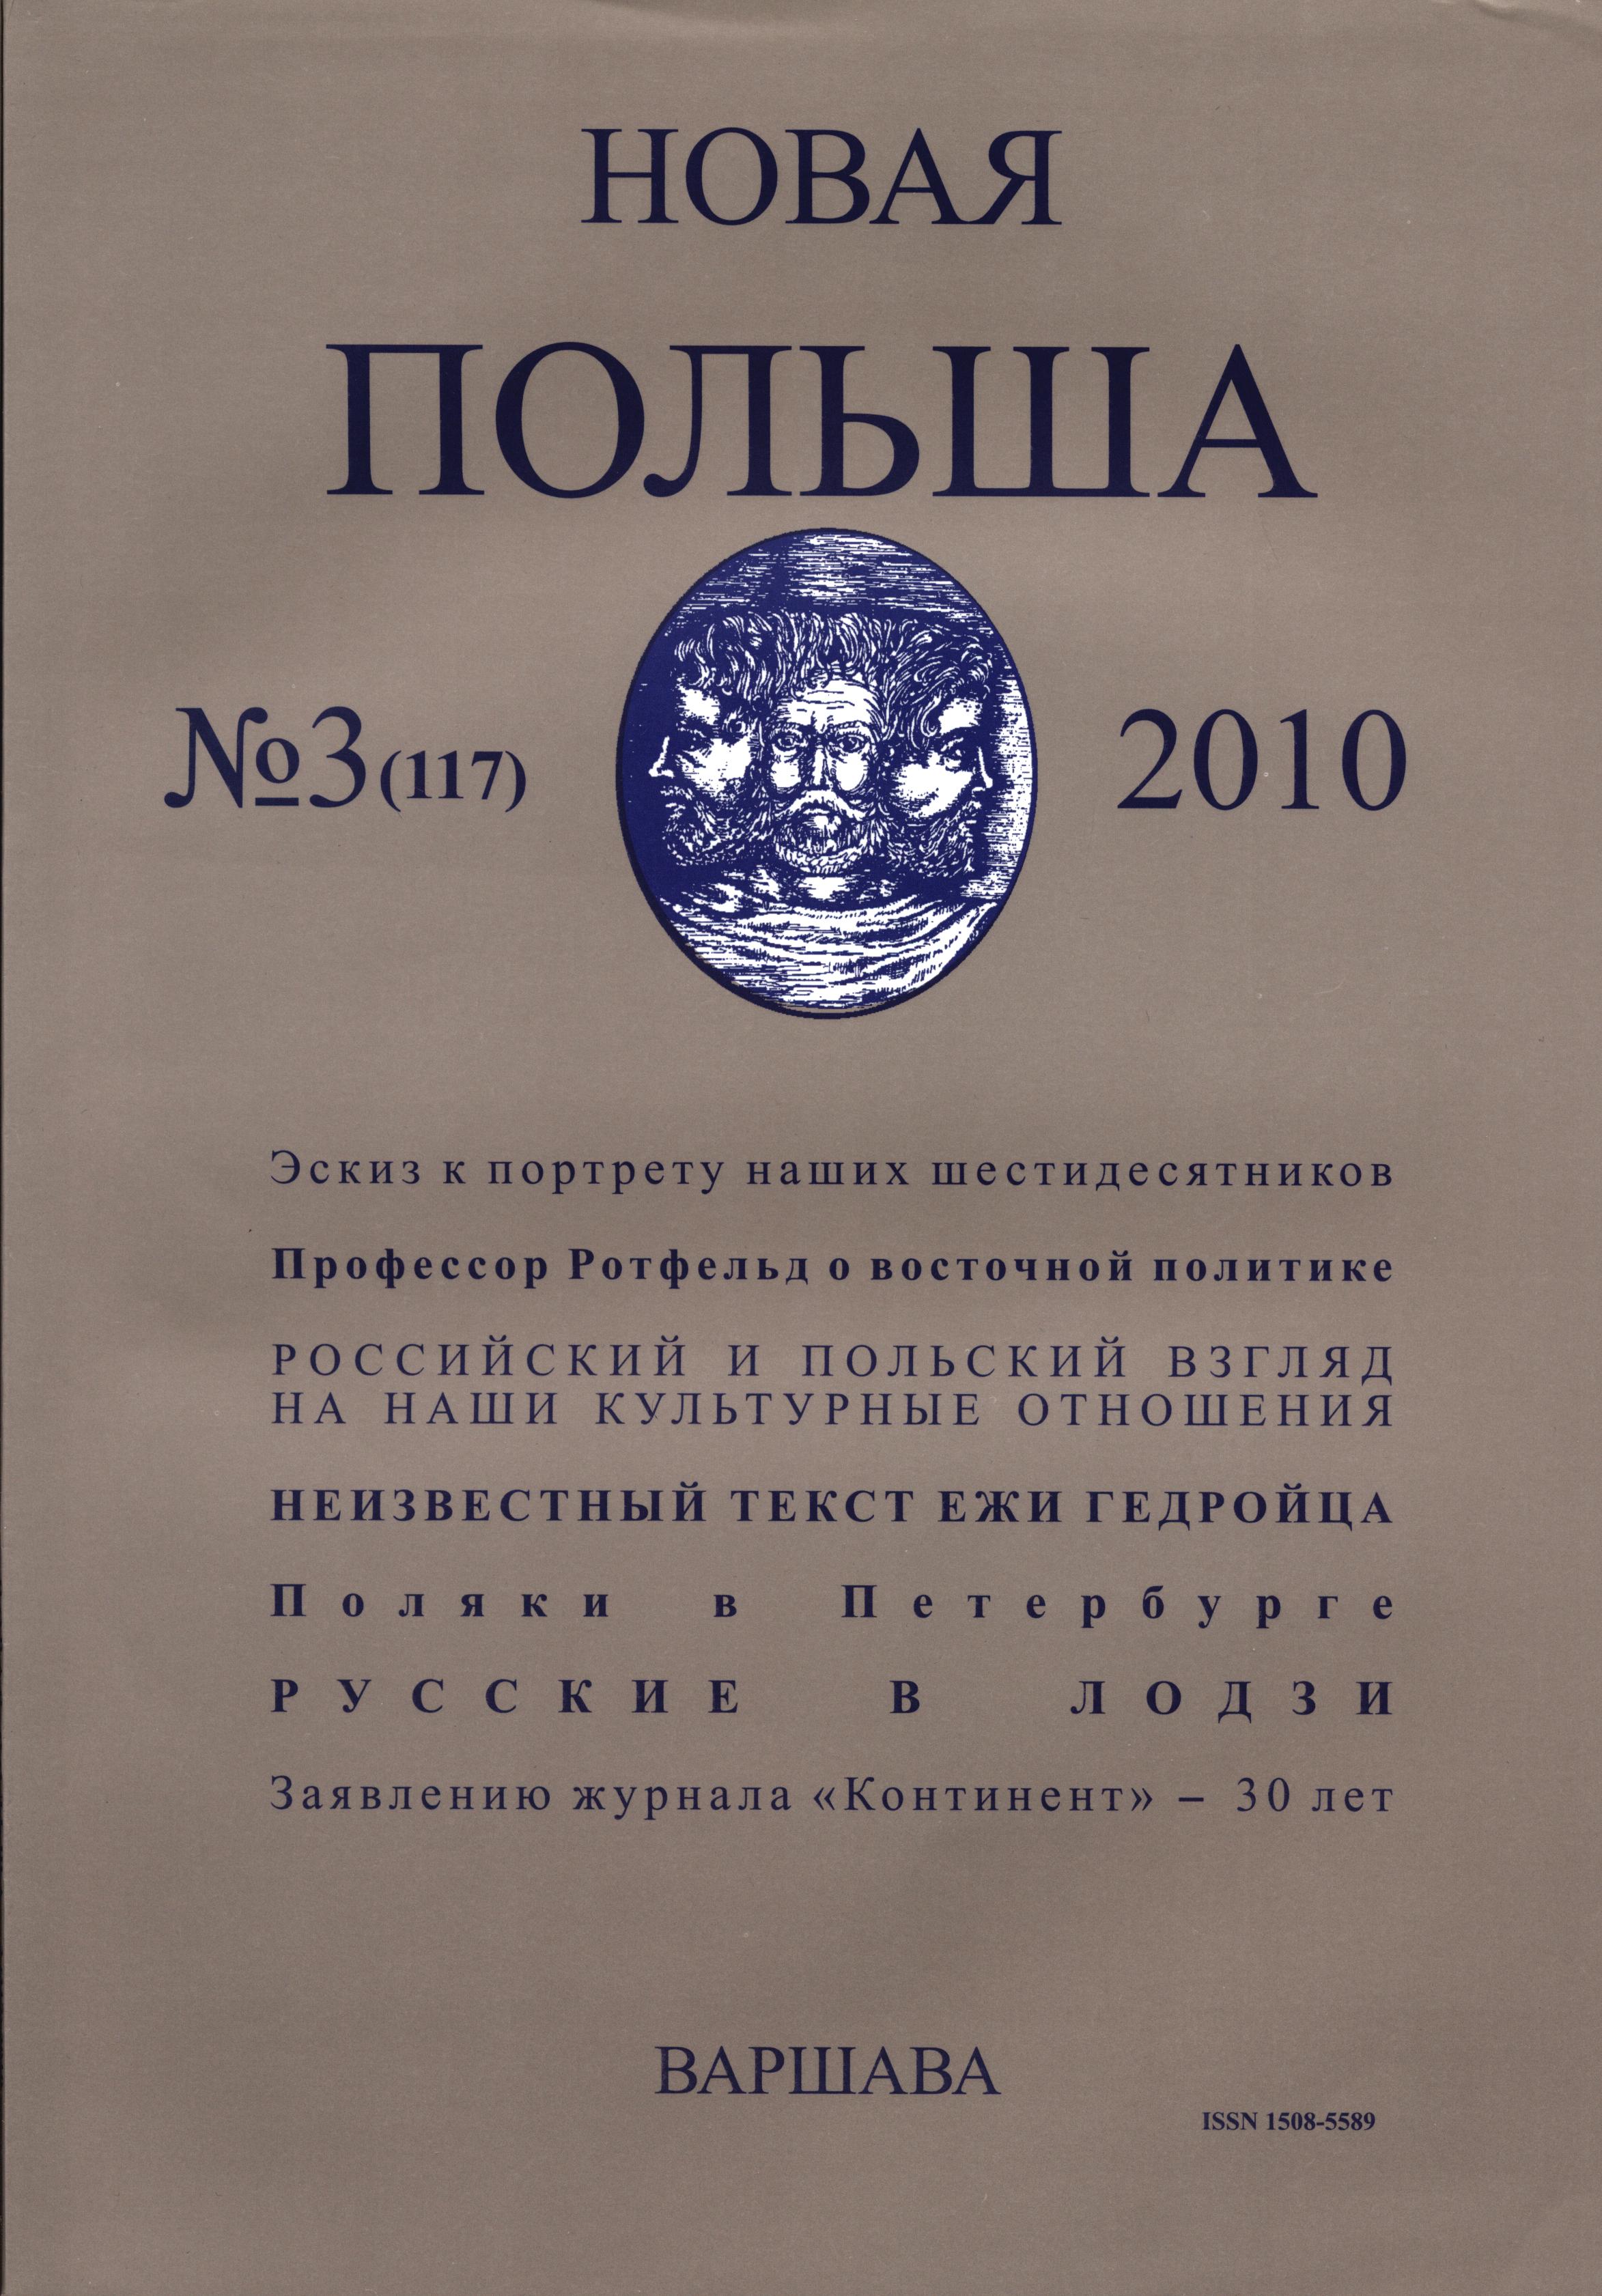 НОВАЯ
ПОЛЬША
№3(117)
2010
Эскиз к портрету наших шестидесятников
Профессор Ротфельд о восточной политике
РОССИЙСКИЙ И ПОЛЬСКИЙ ВЗГЛЯД
НА НАШИ КУЛЬТУРНЫЕ ОТНОШЕНИЯ
НЕИЗВЕСТНЫЙ ТЕКСТ ЕЖИ ГЕДРОЙЦА
Поляки в Петербурге
РУССКИЕ В ЛОДЗИ
Заявлению журнала «Континент» – 30 лет
ВАРШАВА
ISSN 1508-5589